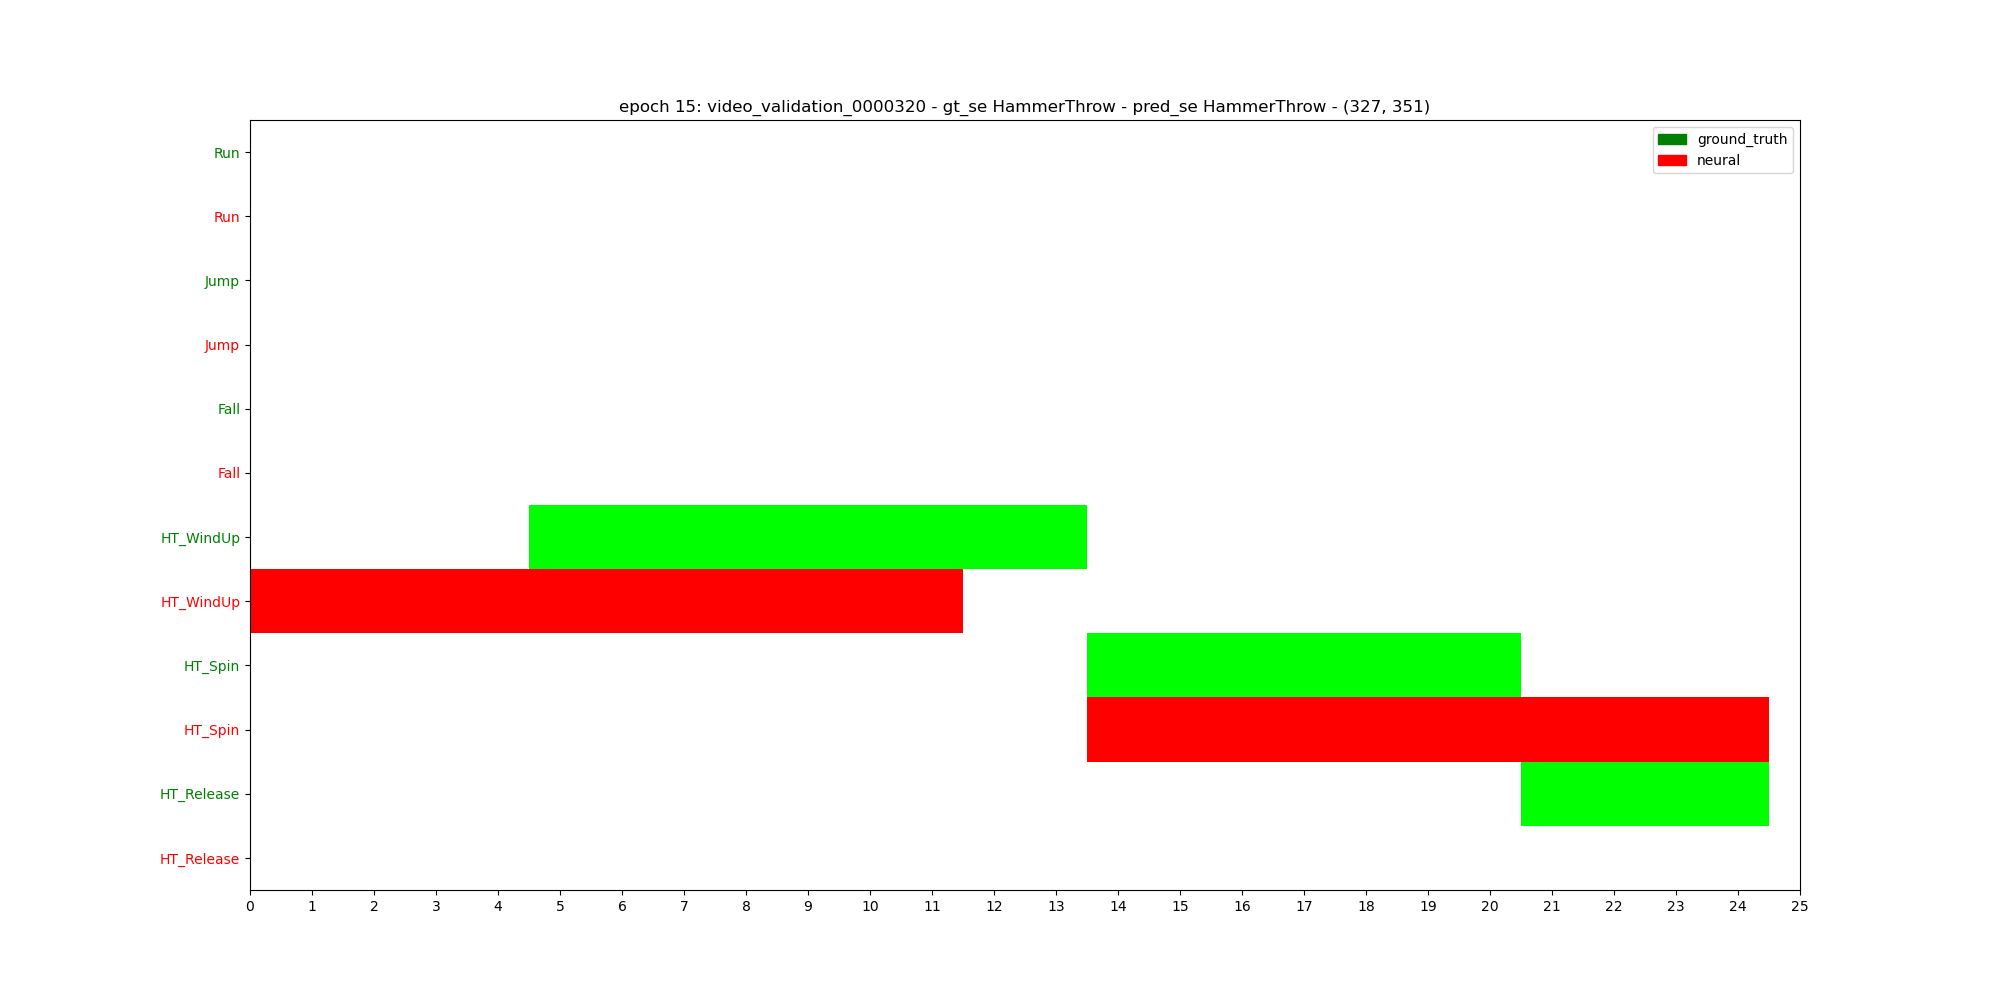 epoch 15: video_validation_0000320 - gt_se HammerThrow - pred_se HammerThrow - (327, 351)
ground_truth
neural
Run
Run
Jump
Jump
Fall
Fall
HT_WindUp
HT_WindUp
HT_Spin
HT_Spin
HT_Release
HT_Release
0 1 2 3 4 5 6 7 8 9 10 11 12 13 14 15 16 17 18 19 20 21 22 23 24 25